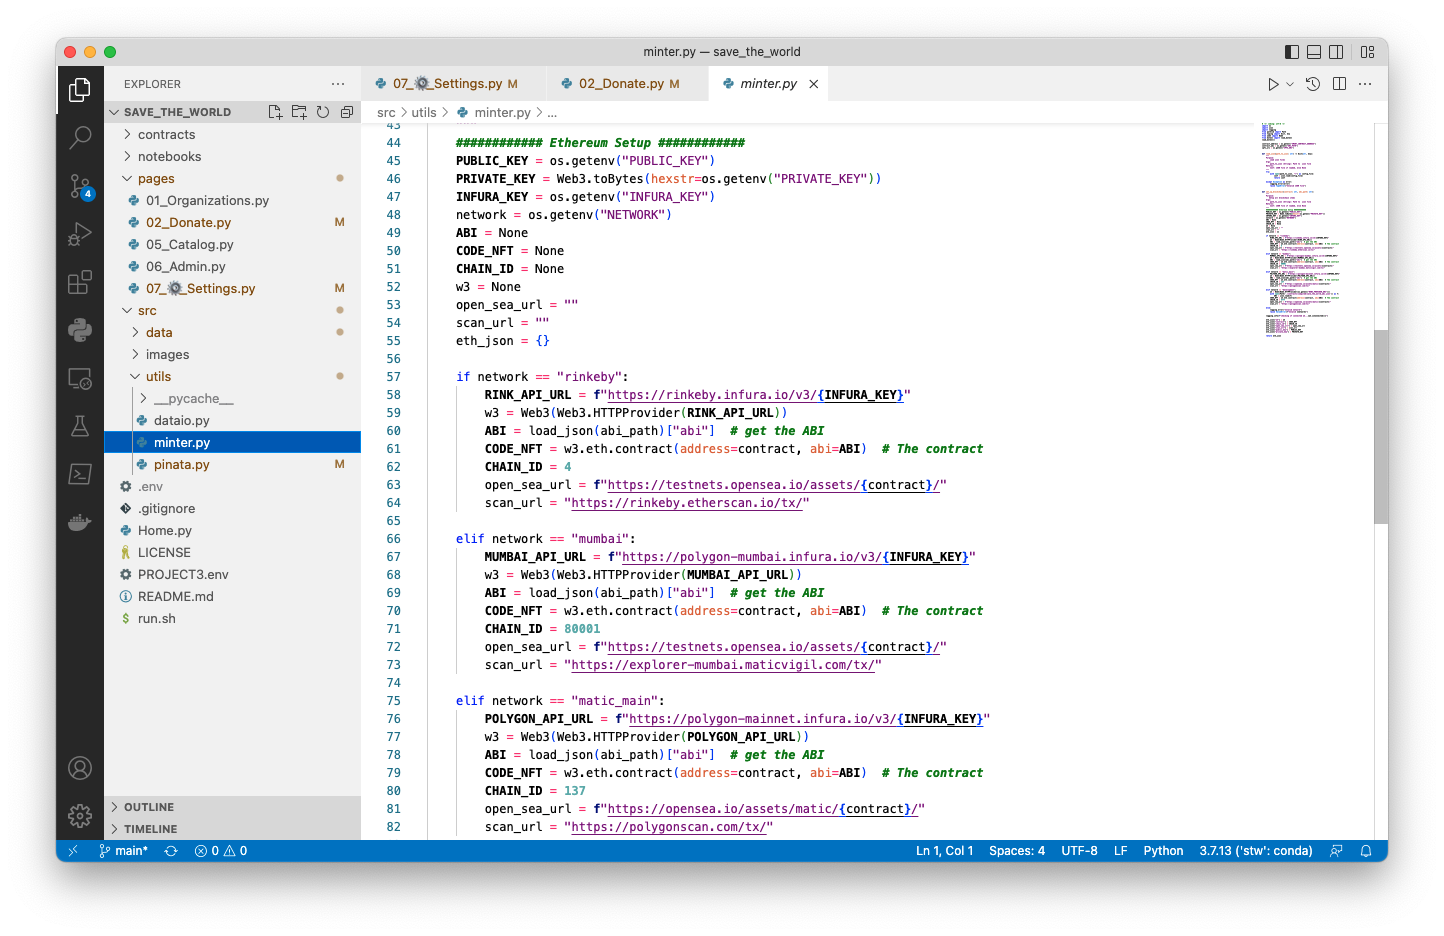 minter.py — save_the_world
EXPLORER
07_⚙️_Settings.py M
02_Donate.py M
minter.py
SAVE_THE_WORLD
src > utils > minter.py > ...
contracts
notebooks
pages
01_Organizations.py
02_Donate.py M
05_Catalog.py
06_Admin.py
07_⚙️_Settings.py M
src
data
images
utils
__pycache__
dataio.py
minter.py
pinata.py M
.env
.gitignore
Home.py
LICENSE
PROJECT3.env
README.md
run.sh
OUTLINE
TIMELINE
4
43
44 ############ Ethereum Setup ############
45 PUBLIC_KEY = os.getenv("PUBLIC_KEY")
46 PRIVATE_KEY = Web3.toBytes(hexstr=os.getenv("PRIVATE_KEY"))
47 INFURA_KEY = os.getenv("INFURA_KEY")
48 network = os.getenv("NETWORK")
49 ABI = None
50 CODE_NFT = None
51 CHAIN_ID = None
52 w3 = None
53 open_sea_url = ""
54 scan_url = ""
55 eth_json = {}
56
57 if network == "rinkeby":
58 RINK_API_URL = f"https://rinkeby.infura.io/v3/{INFURA_KEY}"
59 w3 = Web3(Web3.HTTPProvider(RINK_API_URL))
60 ABI = load_json(abi_path)["abi"]  # get the ABI
61 CODE_NFT = w3.eth.contract(address=contract, abi=ABI)  # The contract
62 CHAIN_ID = 4
63 open_sea_url = f"https://testnets.opensea.io/assets/{contract}/"
64 scan_url = "https://rinkeby.etherscan.io/tx/"
65
66 elif network == "mumbai":
67 MUMBAI_API_URL = f"https://polygon-mumbai.infura.io/v3/{INFURA_KEY}"
68 w3 = Web3(Web3.HTTPProvider(MUMBAI_API_URL))
69 ABI = load_json(abi_path)["abi"]  # get the ABI
70 CODE_NFT = w3.eth.contract(address=contract, abi=ABI)  # The contract
71 CHAIN_ID = 80001
72 open_sea_url = f"https://testnets.opensea.io/assets/{contract}/"
73 scan_url = "https://explorer-mumbai.maticvigil.com/tx/"
74
75 elif network == "matic_main":
76 POLYGON_API_URL = f"https://polygon-mainnet.infura.io/v3/{INFURA_KEY}"
77 w3 = Web3(Web3.HTTPProvider(POLYGON_API_URL))
78 ABI = load_json(abi_path)["abi"]  # get the ABI
79 CODE_NFT = w3.eth.contract(address=contract, abi=ABI)  # The contract
80 CHAIN_ID = 137
81 open_sea_url = f"https://opensea.io/assets/matic/{contract}/"
82 scan_url = "https://polygonscan.com/tx/"
main* 0 0 Ln 1, Col 1 Spaces: 4 UTF-8 LF Python 3.7.13 ('stw': conda)